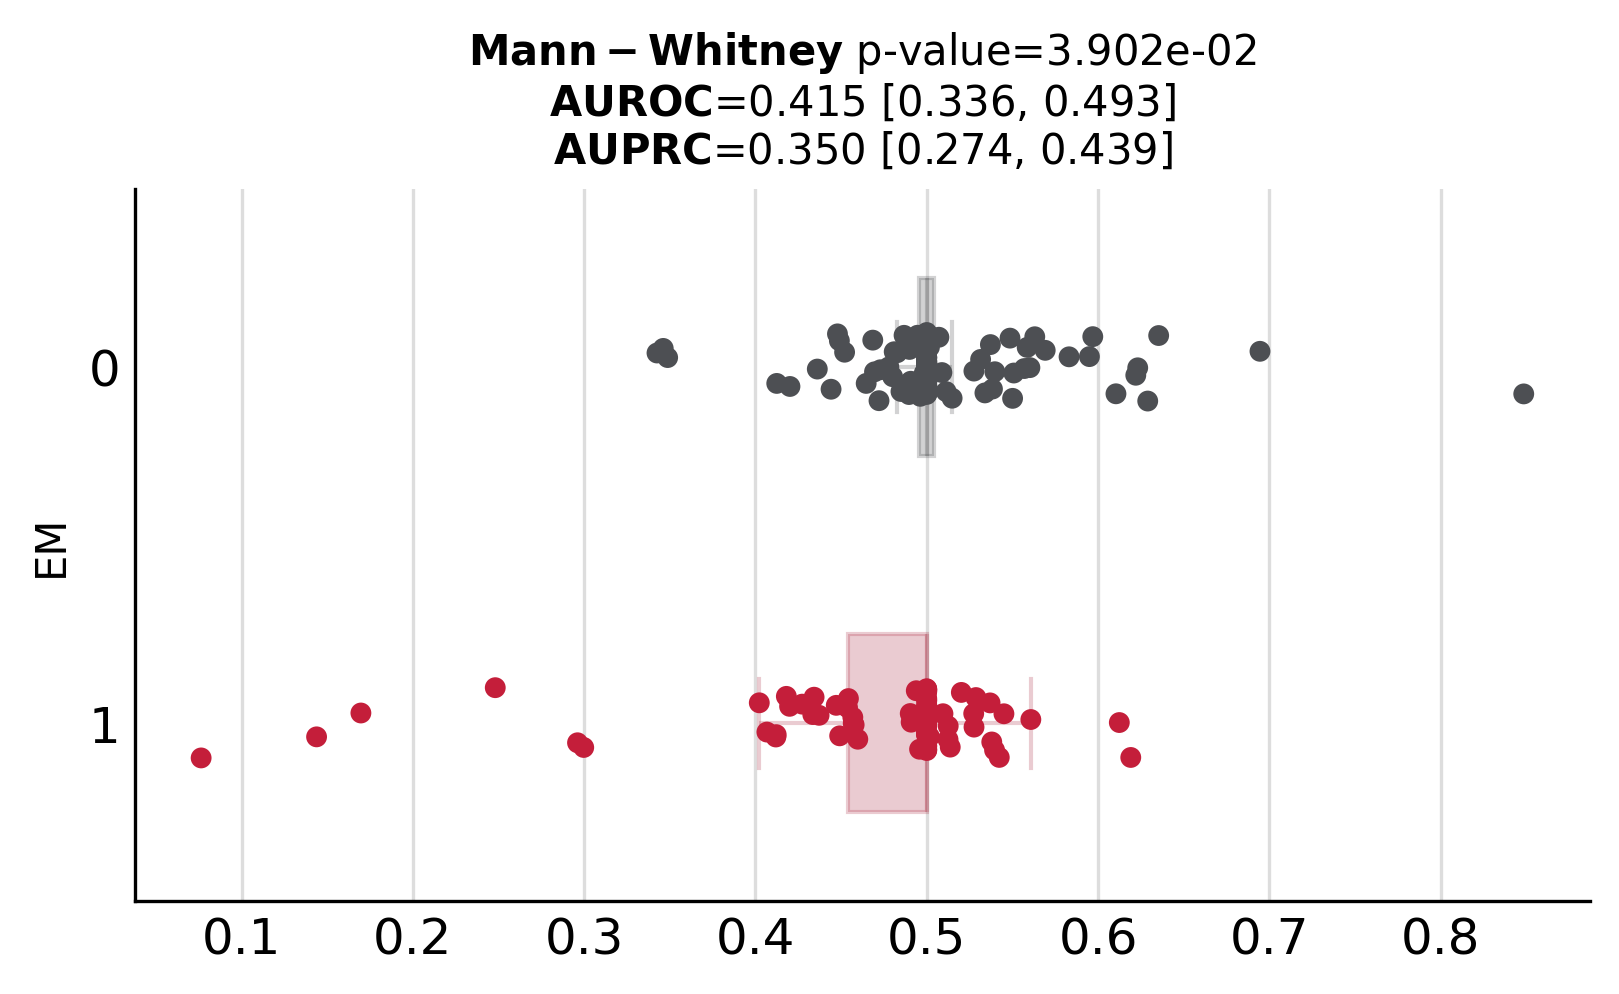 Mann−Whitney p-value=3.902e-02
AUROC=0.415 [0.336, 0.493]
AUPRC=0.350 [0.274, 0.439]
0
EM
1
0.1 0.2 0.3 0.4 0.5 0.6 0.7 0.8